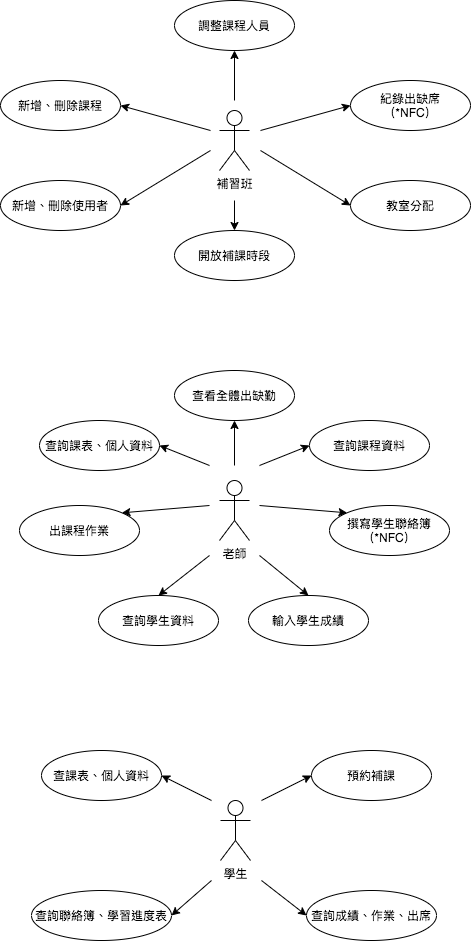 調整課程人員
新增、刪除課程
紀錄出缺席
（*NFC）
補習班
新增、刪除使用者
教室分配
開放補課時段
查看全體出缺勤
查詢課表、個人資料
查詢課程資料
出課程作業
撰寫學生聯絡簿
（*NFC）
老師
查詢學生資料
輸入學生成績
查課表、個人資料
預約補課
學生
查詢聯絡簿、學習進度表
查詢成績、作業、出席